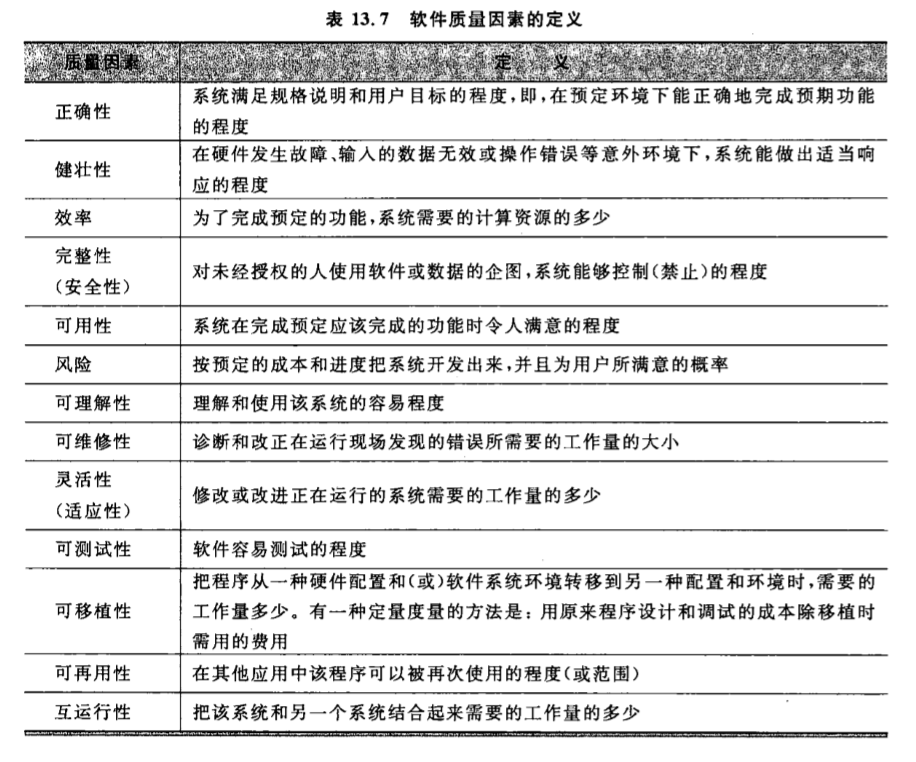 表 13.7 软件质量因素的定义
质量因素 定 义
正确性 系统满足规格说明和用户目标的程度,即,在预定环境下能正确地完成预期功能
的程度
健壮性 在硬件发生故障、输入的数据无效或操作错误等意外环境下,系统能做出适当响
应的程度
效率 为了完成预定的功能,系统需要的计算资源的多少
完整性
(安全性) 对未经授权的人使用软件或数据的企图,系统能够控制(禁止)的程度
可用性 系统在完成预定应该完成的功能时令人满意的程度
风险 按预定的成本和进度把系统开发出来,并且为用户所满意的概率
可理解性 理解和使用该系统的容易程度
可维修性 诊断和改正在运行现场发现的错误所需要的工作量的大小
灵活性
(适应性) 修改或改进正在运行的系统需要的工作量的多少
可测试性 软件容易测试的程度
可移植性 把程序从一种硬件配置和(或)软件系统环境转移到另一种配置和环境时,需要的
工作量多少。有一种定量度量的方法是:用原来程序设计和调试的成本除移植时
需用的费用
可再用性 在其他应用中该程序可以被再次使用的程度(或范围)
互运行性 把该系统和另一个系统结合起来需要的工作量的多少